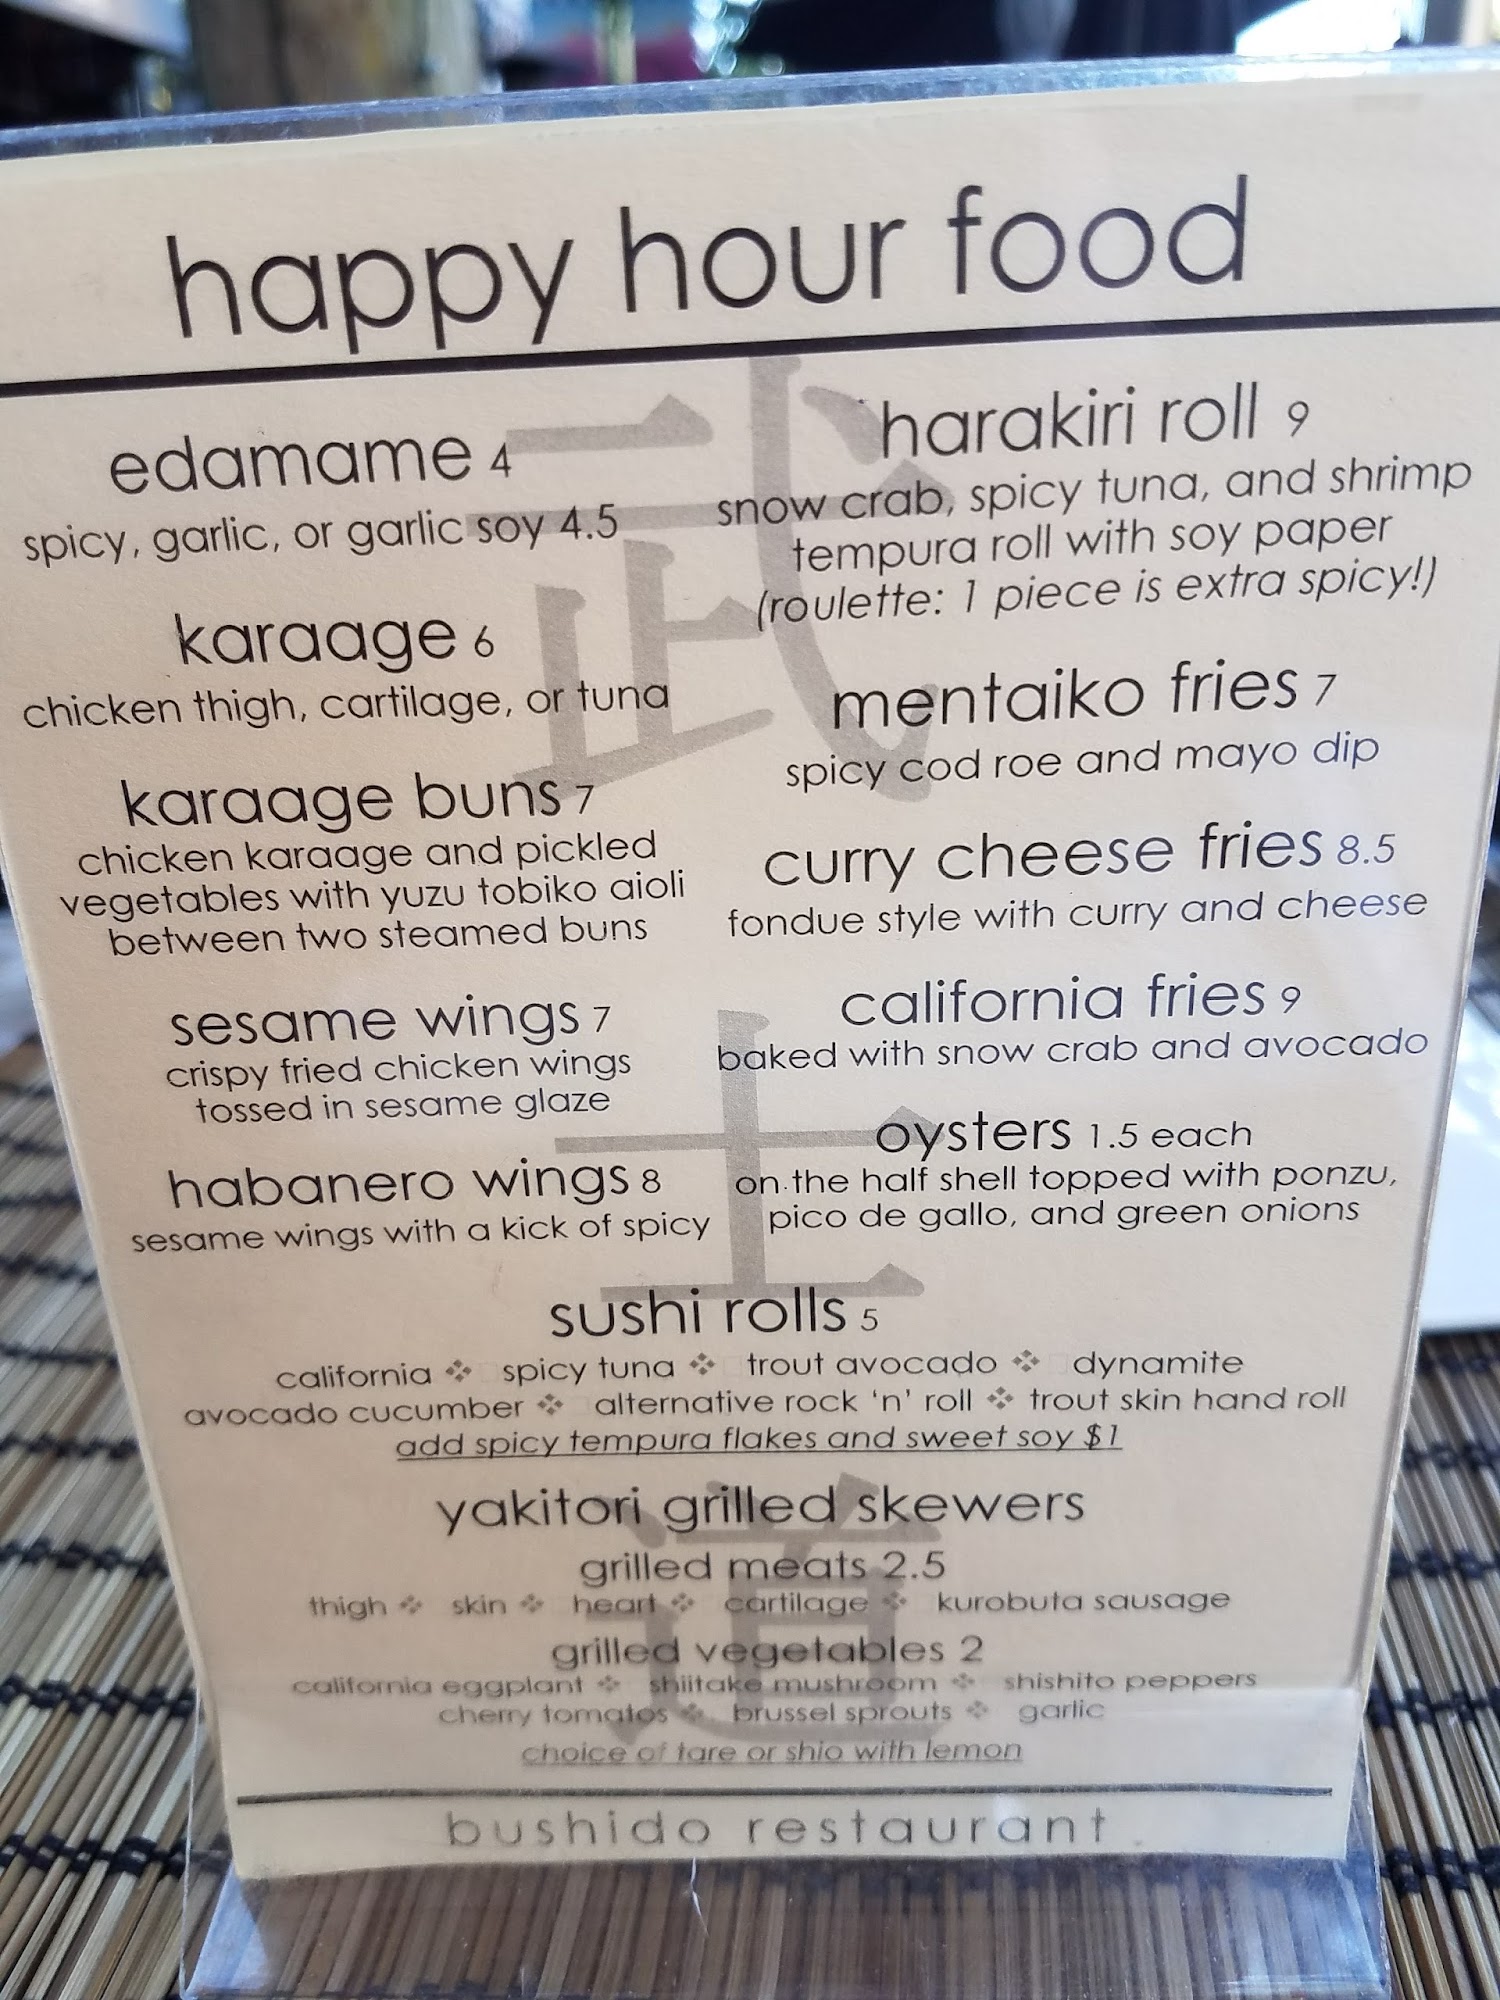 happy hour food
edamame 4
spicy, garlic, or garlic soy 4.5
karaage 6
chicken thigh, cartilage, or tuna
karaage buns 7
chicken karaage and pickled
vegetables with yuzu tobiko aioli
between two steamed buns
sesame wings 7
crispy fried chicken wings
tossed in sesame glaze
habanero wings 8
sesame wings with a kick of spicy
harakiri roll 9
snow crab, spicy tuna, and shrimp
tempura roll with soy paper
(roulette: 1 piece is extra spicy!)
mentaiko fries 7
spicy cod roe and mayo dip
curry cheese fries 8.5
fondue style with curry and cheese
california fries 9
baked with snow crab and avocado
oysters 1.5 each
on the half shell topped with ponzu,
pico de gallo, and green onions
sushi rolls 5
california ❖ spicy tuna ❖ trout avocado ❖ dynamite
avocado cucumber ❖ alternative rock 'n' roll ❖ trout skin hand roll
add spicy tempura flakes and sweet soy $1
yakitori grilled skewers
grilled meats 2.5
thigh ❖ skin ❖ heart ❖ cartilage ❖ kurobuta sausage
grilled vegetables 2
california eggplant ❖ shiitake mushroom ❖ shishito peppers
cherry tomatos ❖ brussel sprouts ❖ garlic
choice of tare or shio with lemon
bushido restaurant
武士道